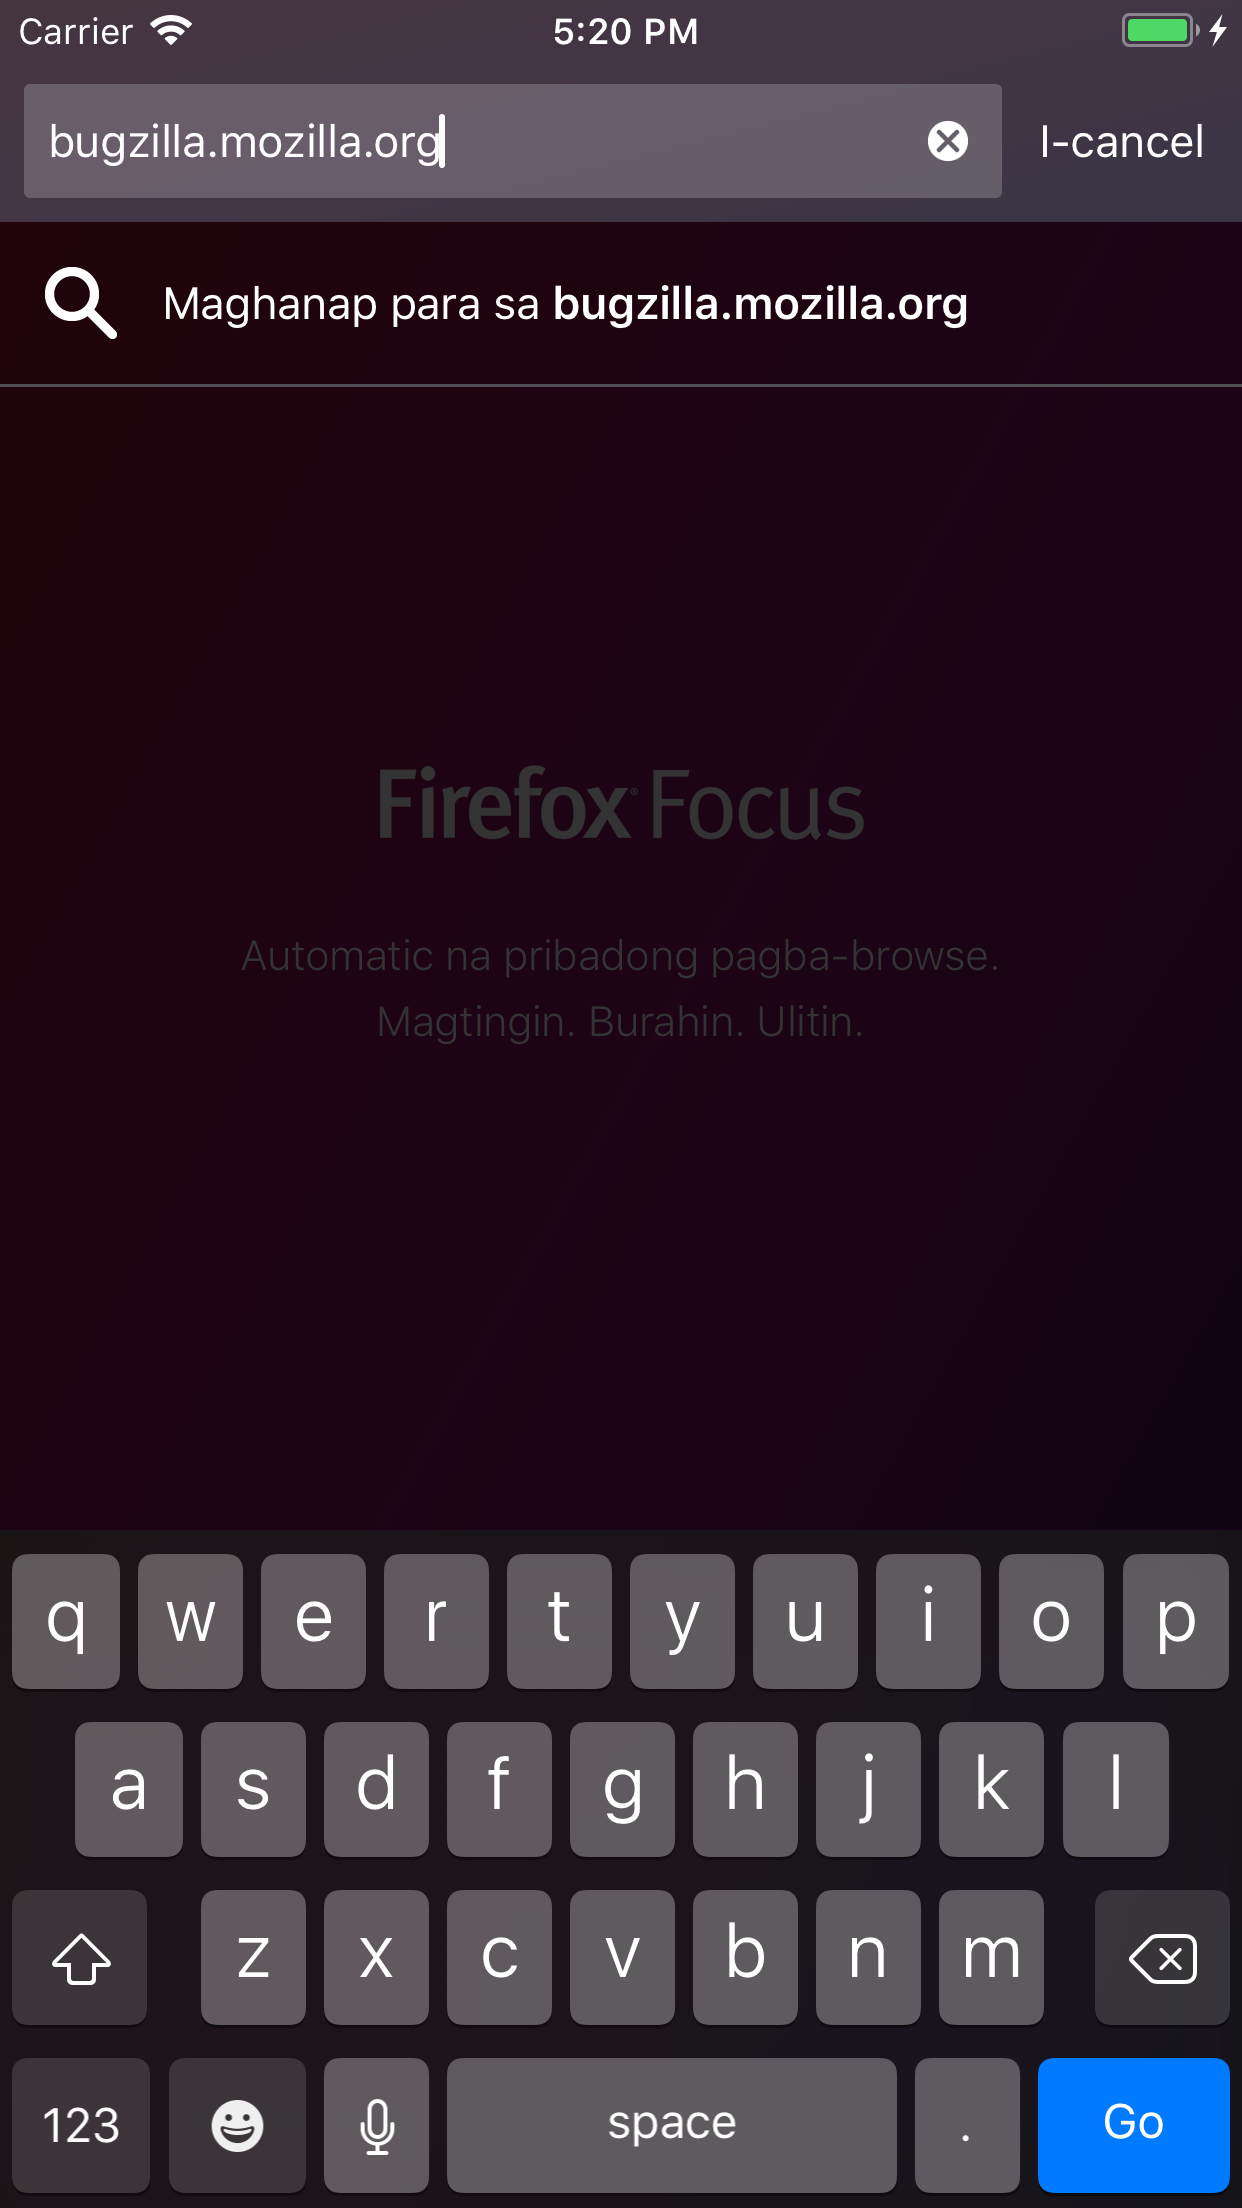 Carrier 5:20 PM
bugzilla.mozilla.org I-cancel
Maghanap para sa bugzilla.mozilla.org
Firefox® Focus
Automatic na pribadong pagba-browse.
Magtingin. Burahin. Ulitin.
q w e r t y u i o p
a s d f g h j k l
z x c v b n m
123 space . Go